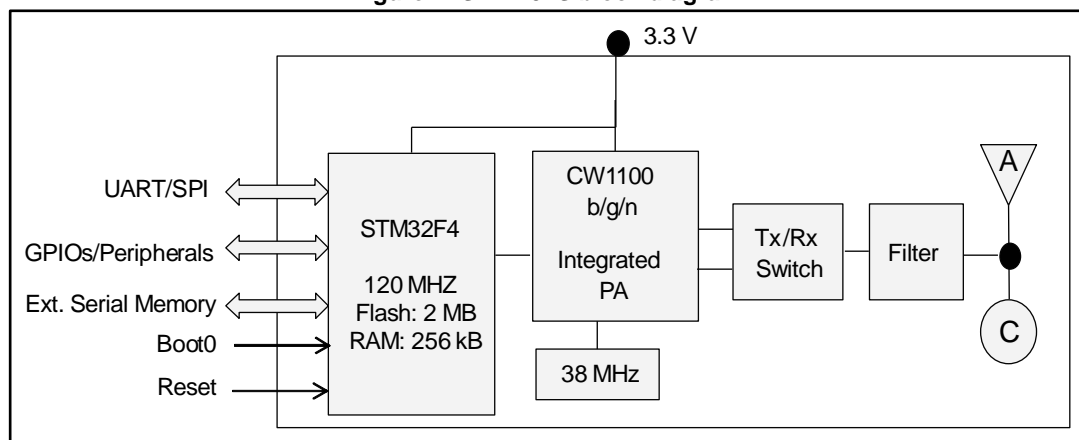 3.3 V
UART/SPI
GPIOs/Peripherals
Ext. Serial Memory
Boot0
Reset
STM32F4
120 MHZ
Flash: 2 MB
RAM: 256 kB
CW1100
b/g/n
Integrated
PA
38 MHz
Tx/Rx
Switch
Filter
A
C